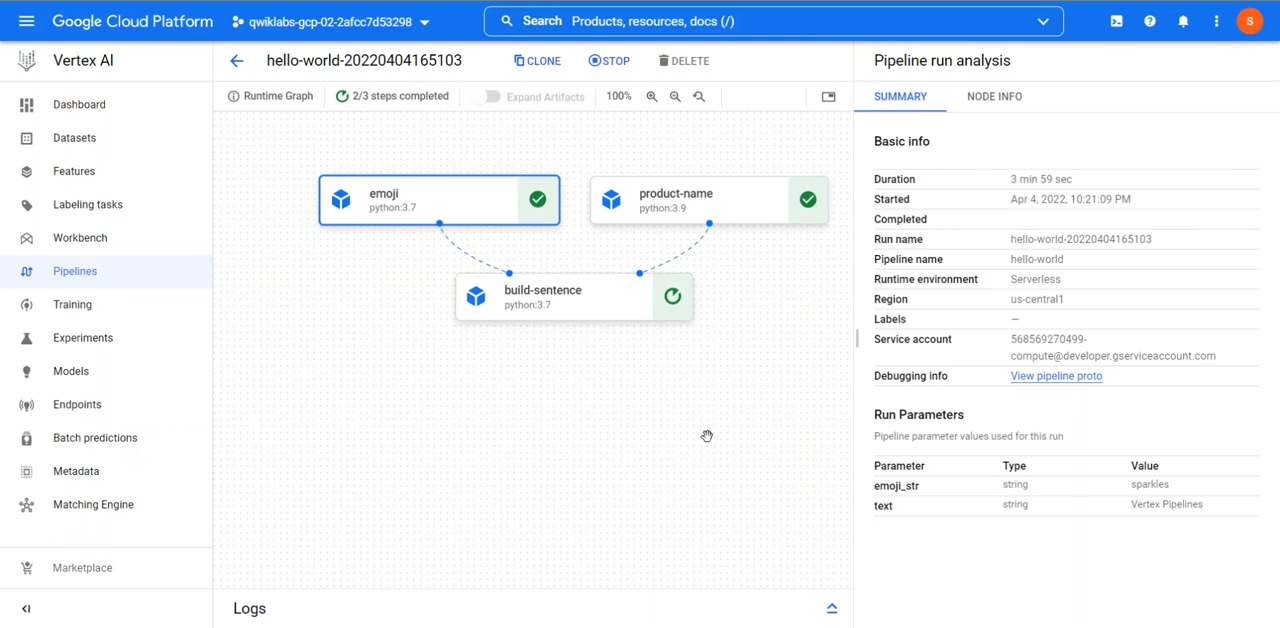 Google Cloud Platform
qwiklabs-gcp-02-2afcc7d53298
Search Products, resources, docs (/)
S
Vertex AI
hello-world-20220404165103
CLONE
STOP
DELETE
Pipeline run analysis
Runtime Graph
2/3 steps completed
Expand Artifacts
100%
SUMMARY
NODE INFO
Dashboard
Datasets
Features
Labeling tasks
Workbench
Pipelines
Training
Experiments
Models
Endpoints
Batch predictions
Metadata
Matching Engine
Marketplace
emoji
python:3.7
product-name
python:3.9
build-sentence
python:3.7
Logs
Basic info
Duration 3 min 59 sec
Started Apr 4, 2022, 10:21:09 PM
Completed
Run name hello-world-20220404165103
Pipeline name hello-world
Runtime environment Serverless
Region us-central1
Labels —
Service account 568569270499-
compute@developer.gserviceaccount.com
Debugging info View pipeline proto
Run Parameters
Pipeline parameter values used for this run
Parameter Type Value
emoji_str string sparkles
text string Vertex Pipelines